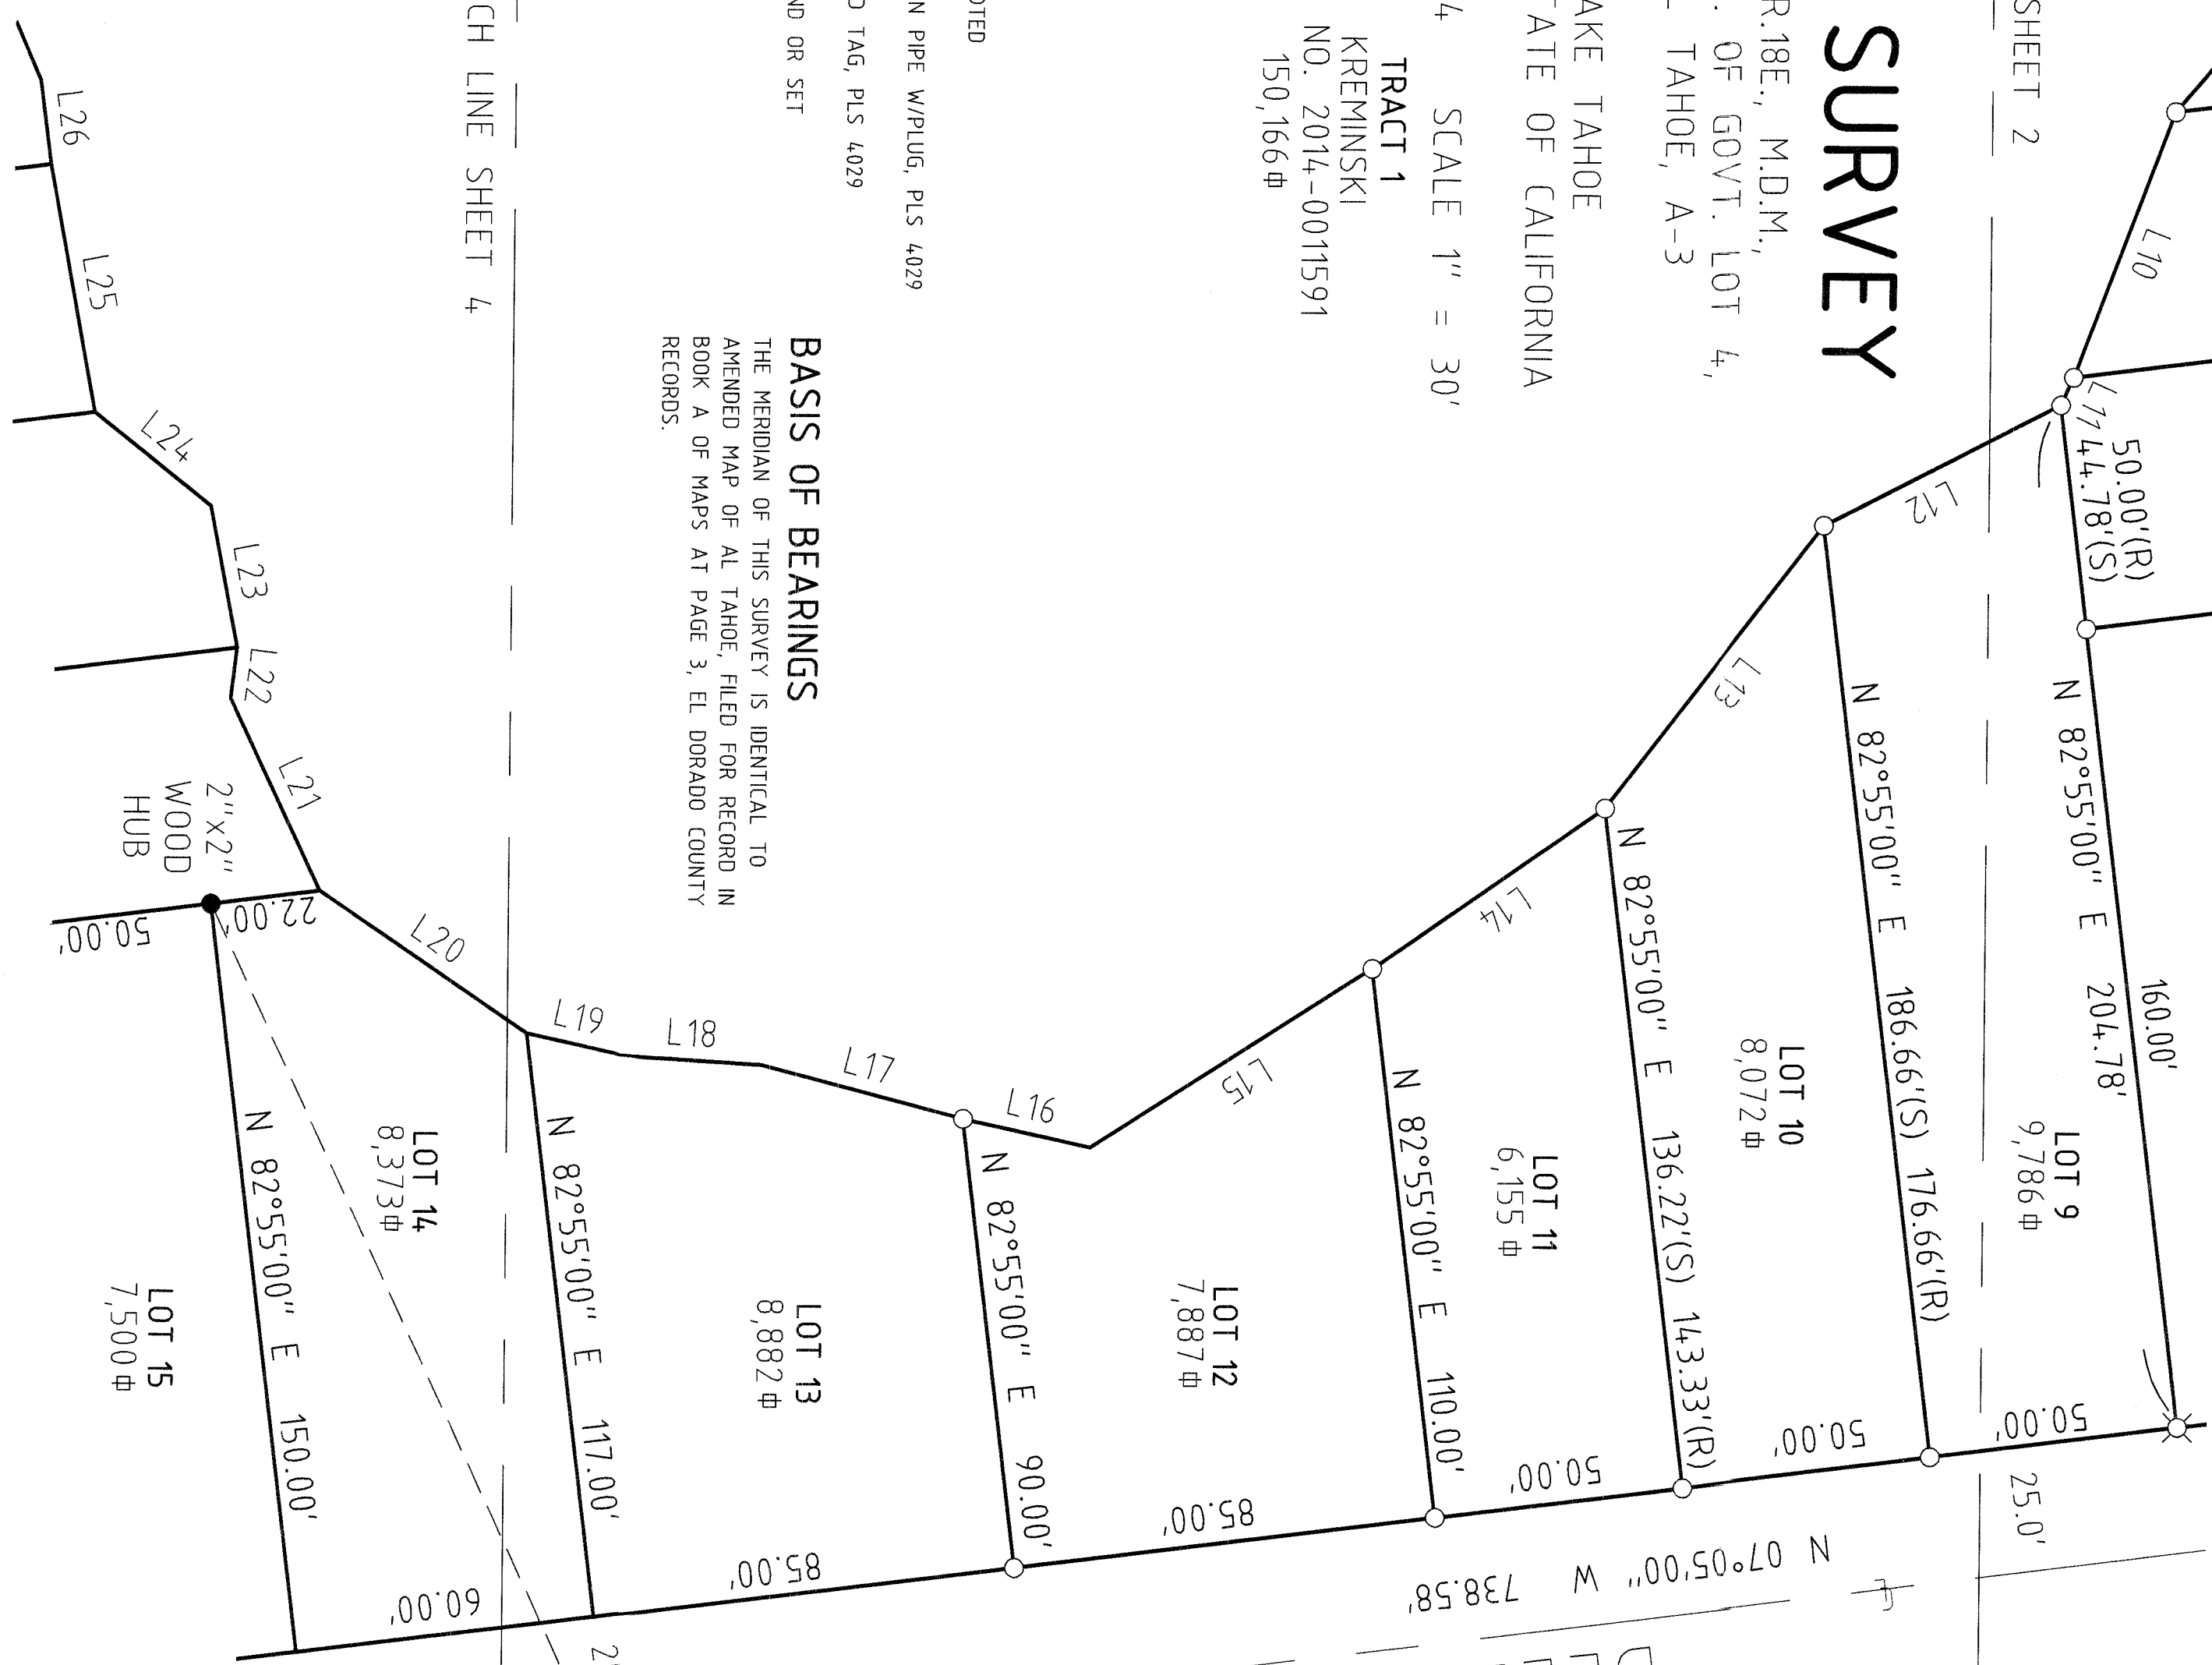 SHEET 2
SURVEY
R.18E., M.D.M.,
. OF GOVT. LOT 4,
TAHOE, A-3
AKE TAHOE
TATE OF CALIFORNIA
4 SCALE 1" = 30'
TRACT 1
KREMINSKI
NO. 2014-0011591
150,166⌽
OTED
N PIPE W/PLUG, PLS 4029
D TAG, PLS 4029
ND OR SET
BASIS OF BEARINGS
THE MERIDIAN OF THIS SURVEY IS IDENTICAL TO
AMENDED MAP OF AL TAHOE, FILED FOR RECORD IN
BOOK A OF MAPS AT PAGE 3, EL DORADO COUNTY
RECORDS.
CH LINE SHEET 4
L10
L11
50.00'(R)
44.78'(S)
L12
L13
L14
L15
L16
L17
L18
L19
L20
L21
L22
L23
L24
L25
L26
N 82°55'00" E 204.78'
160.00'
LOT 9
9,786⌽
50.00'
25.0'
N 82°55'00" E 186.66'(S) 176.66'(R)
LOT 10
8,072⌽
50.00'
N 82°55'00" E 136.22'(S) 143.33'(R)
LOT 11
6,155⌽
50.00'
N 82°55'00" E 110.00'
LOT 12
7,887⌽
85.00'
N 82°55'00" E 90.00'
LOT 13
8,882⌽
85.00'
N 82°55'00" E 117.00'
LOT 14
8,373⌽
60.00'
N 82°55'00" E 150.00'
LOT 15
7,500⌽
2"x2"
WOOD
HUB
22.00'
50.00'
N 07°05'00" W 738.58'